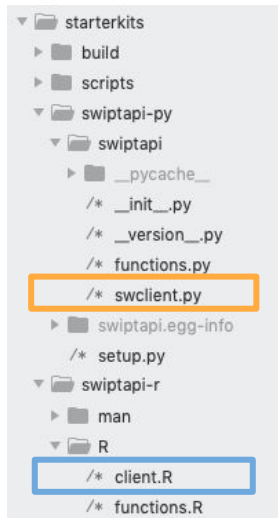 starterkits
build
scripts
swiptapi-py
swiptapi
__pycache__
/* __init__.py
/* __version__.py
/* functions.py
/* swclient.py
swiptapi.egg-info
/* setup.py
swiptapi-r
man
R
/* client.R
/* functions.R